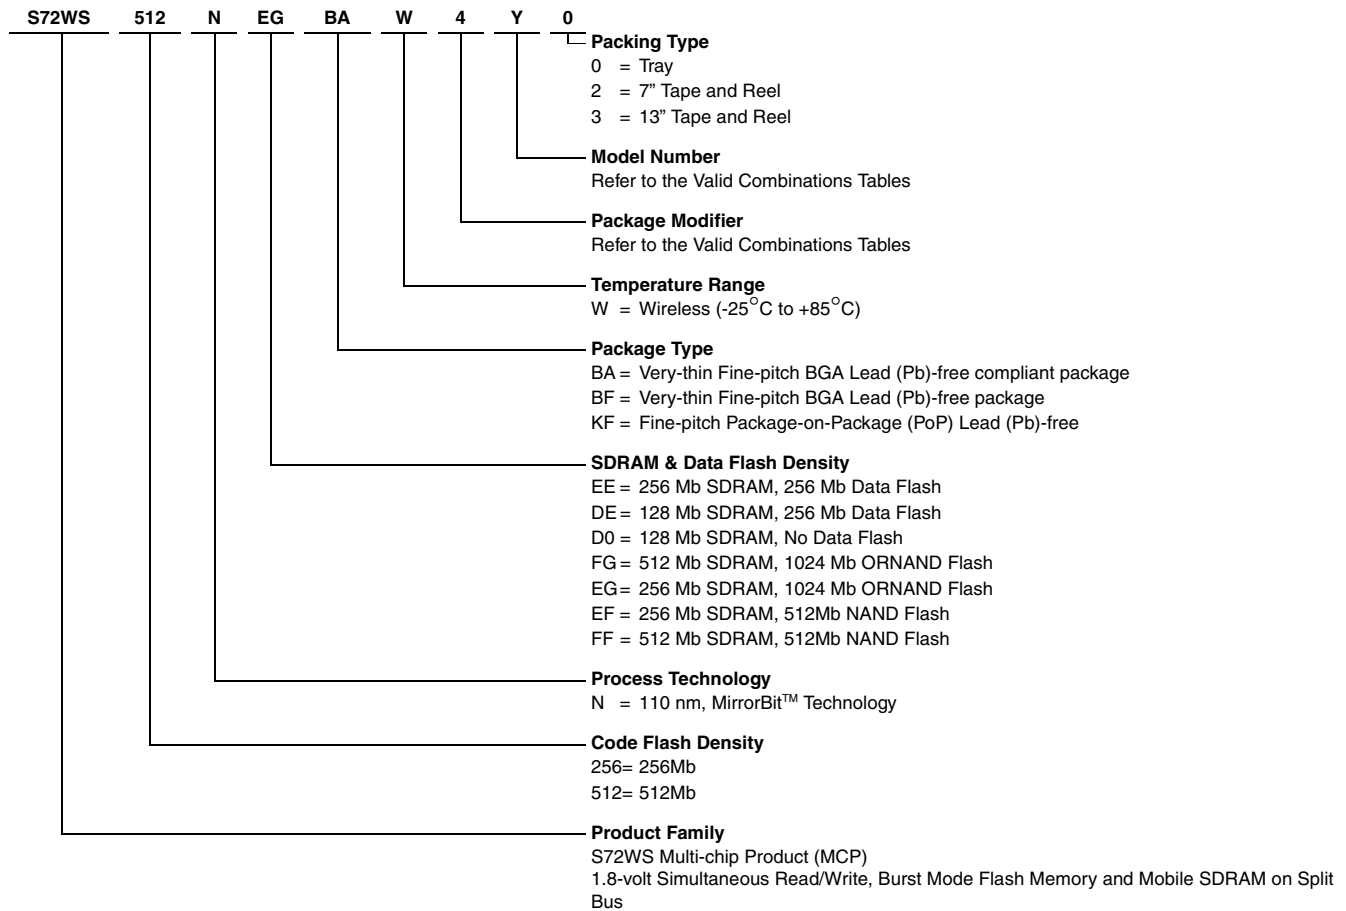 S72WS 512 N EG BA W 4 Y 0
Packing Type
0 = Tray
2 = 7” Tape and Reel
3 = 13” Tape and Reel
Model Number
Refer to the Valid Combinations Tables
Package Modifier
Refer to the Valid Combinations Tables
Temperature Range
W = Wireless (-25°C to +85°C)
Package Type
BA = Very-thin Fine-pitch BGA Lead (Pb)-free compliant package
BF = Very-thin Fine-pitch BGA Lead (Pb)-free package
KF = Fine-pitch Package-on-Package (PoP) Lead (Pb)-free
SDRAM & Data Flash Density
EE = 256 Mb SDRAM, 256 Mb Data Flash
DE = 128 Mb SDRAM, 256 Mb Data Flash
D0 = 128 Mb SDRAM, No Data Flash
FG = 512 Mb SDRAM, 1024 Mb ORNAND Flash
EG = 256 Mb SDRAM, 1024 Mb ORNAND Flash
EF = 256 Mb SDRAM, 512Mb NAND Flash
FF = 512 Mb SDRAM, 512Mb NAND Flash
Process Technology
N = 110 nm, MirrorBit™ Technology
Code Flash Density
256= 256Mb
512= 512Mb
Product Family
S72WS Multi-chip Product (MCP)
1.8-volt Simultaneous Read/Write, Burst Mode Flash Memory and Mobile SDRAM on Split
Bus